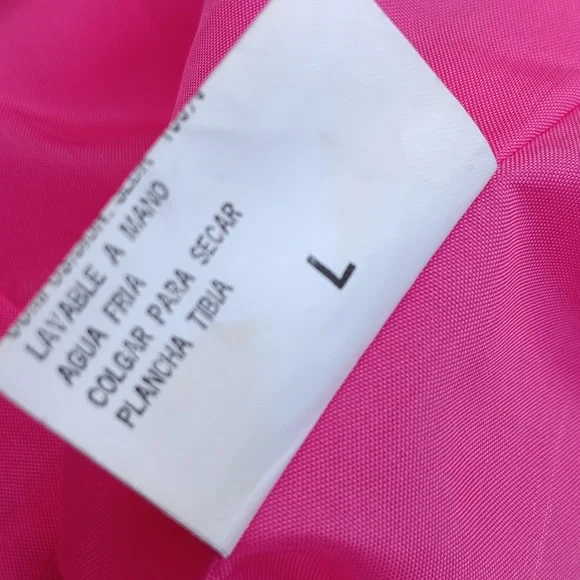 LAVABLE A MANO
AGUA FRIA
COLGAR PARA SECAR
PLANCHA TIBIA
L